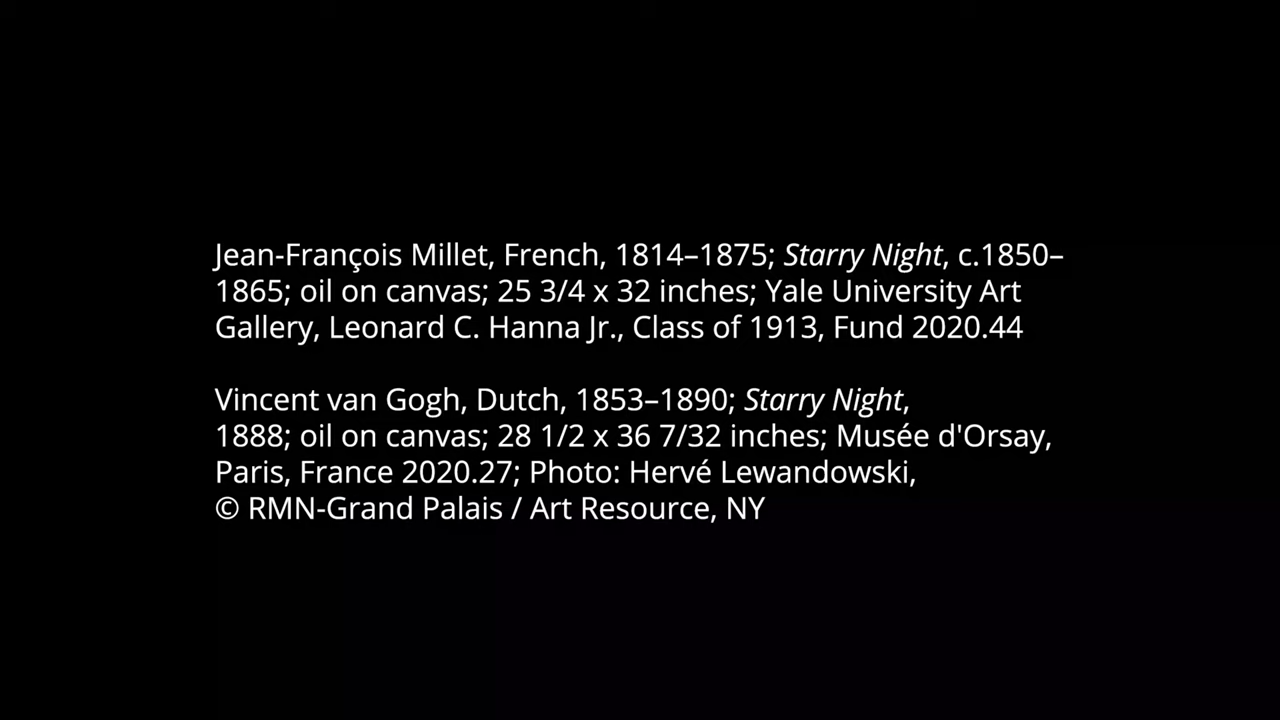 Jean-François Millet, French, 1814–1875; Starry Night, c.1850–
1865; oil on canvas; 25 3/4 x 32 inches; Yale University Art
Gallery, Leonard C. Hanna Jr., Class of 1913, Fund 2020.44
Vincent van Gogh, Dutch, 1853–1890; Starry Night,
1888; oil on canvas; 28 1/2 x 36 7/32 inches; Musée d'Orsay,
Paris, France 2020.27; Photo: Hervé Lewandowski,
© RMN-Grand Palais / Art Resource, NY